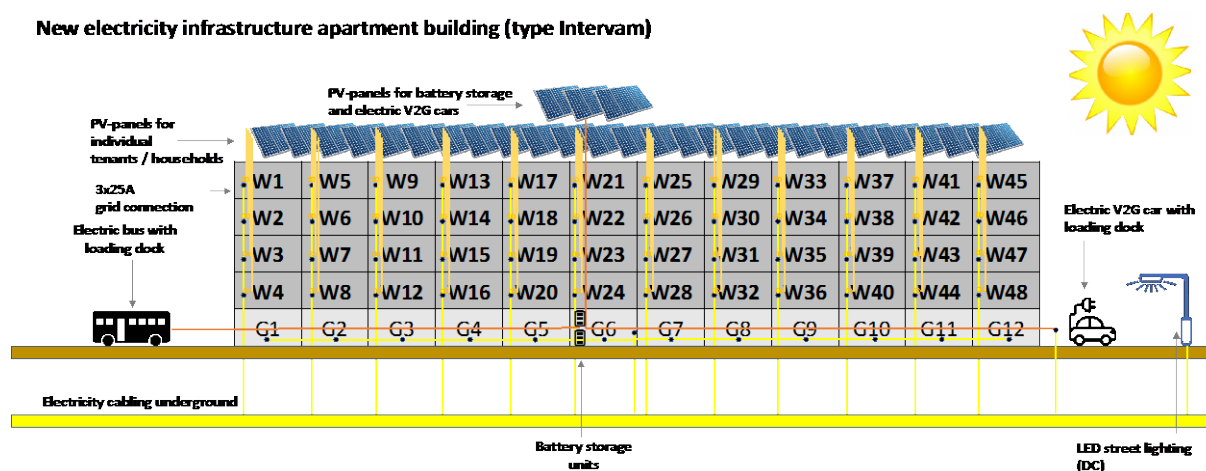 New electricity infrastructure apartment building (type Intervam)
PV-panels for battery storage
and electric V2G cars
PV-panels for
individual
tenants / households
3x25A
grid connection
Electric bus with
loading dock
W1 W5 W9 W13 W17 W21 W25 W29 W33 W37 W41 W45
W2 W6 W10 W14 W18 W22 W26 W30 W34 W38 W42 W46
W3 W7 W11 W15 W19 W23 W27 W31 W35 W39 W43 W47
W4 W8 W12 W16 W20 W24 W28 W32 W36 W40 W44 W48
G1 G2 G3 G4 G5 G6 G7 G8 G9 G10 G11 G12
Electric V2G car with
loading dock
Electricity cabling underground
Battery storage
units
LED street lighting
(DC)